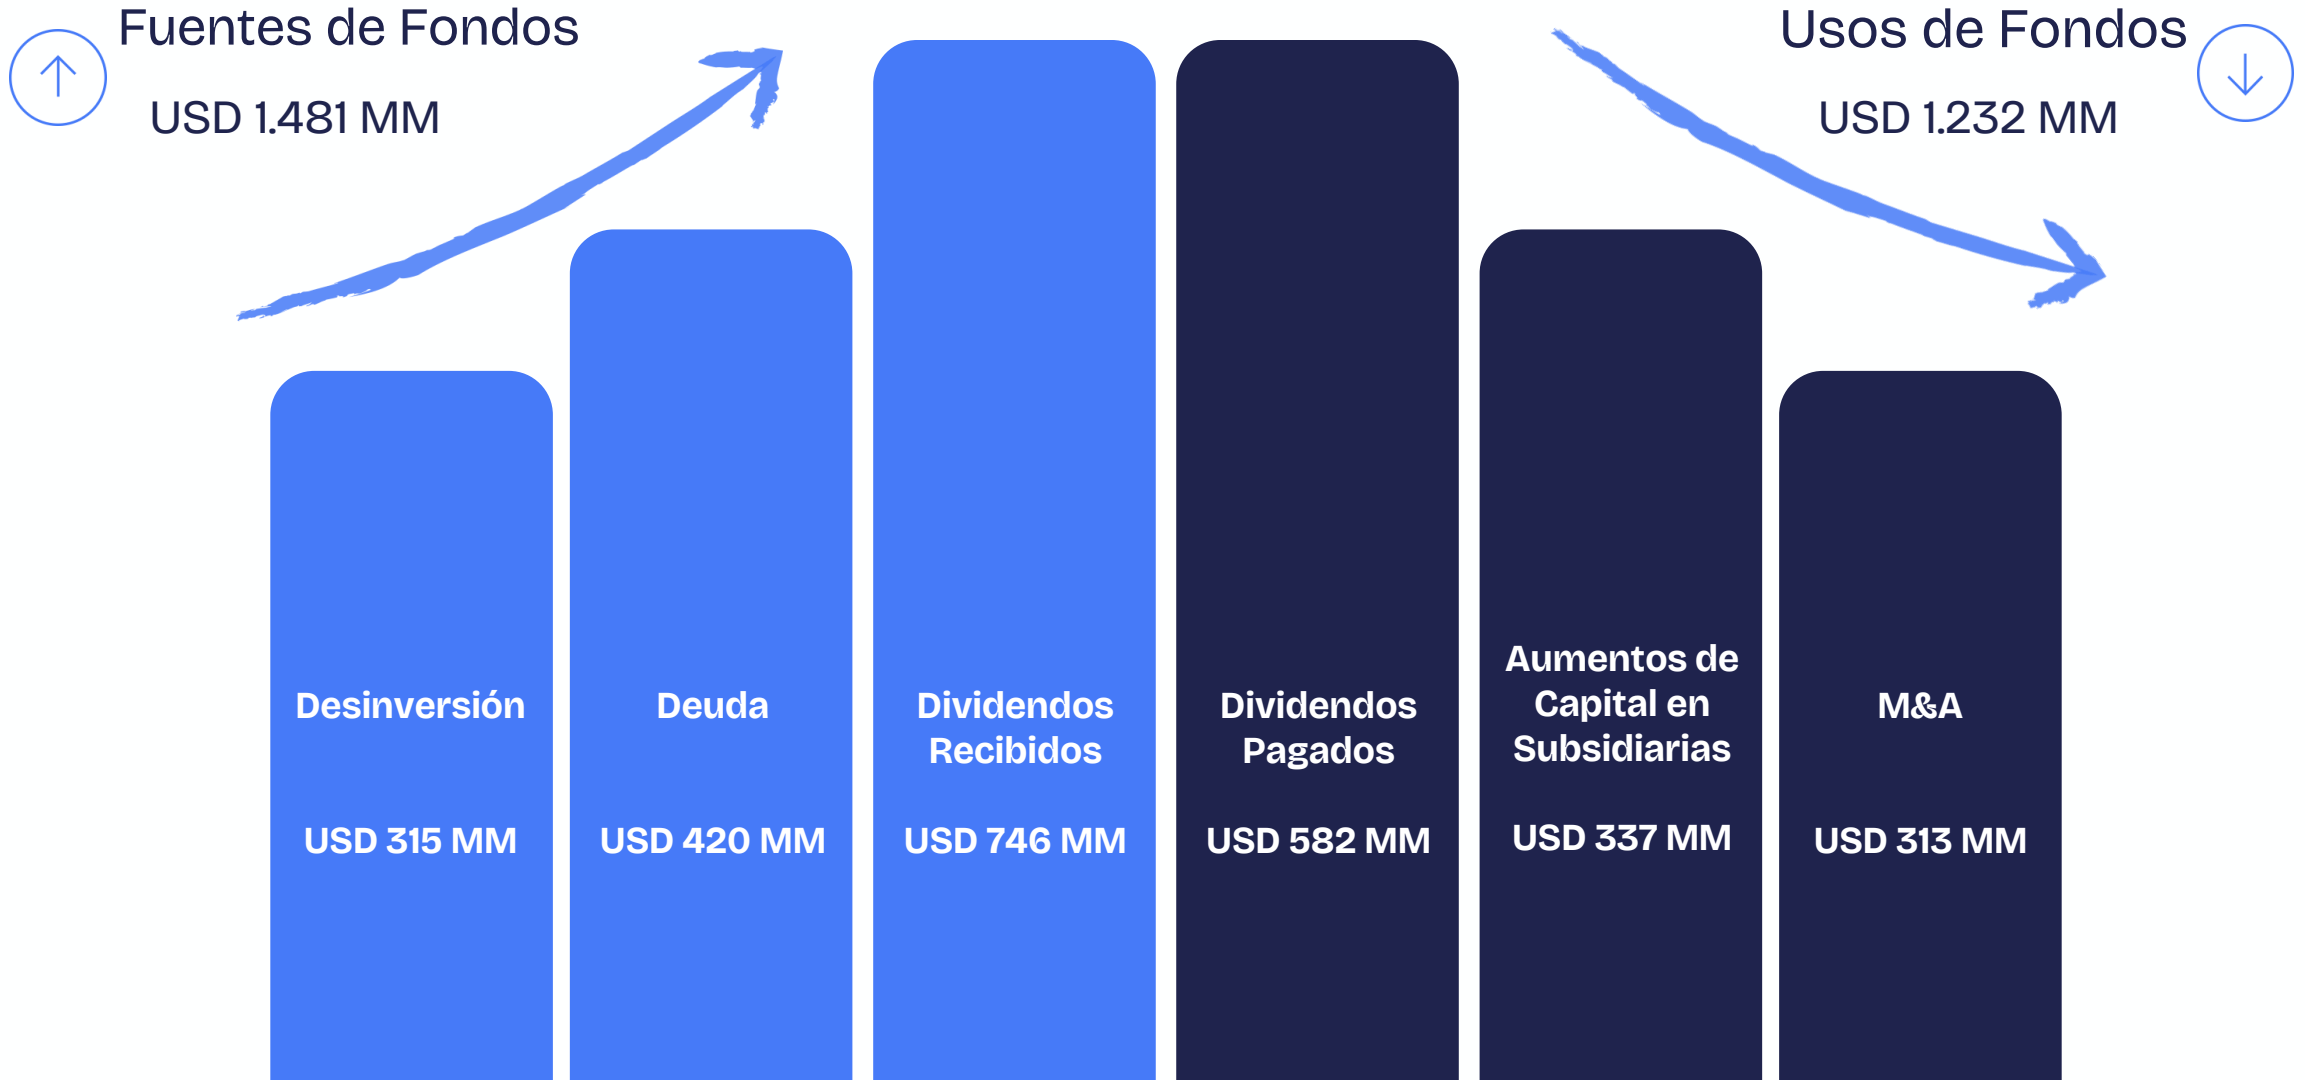 Fuentes de Fondos
USD 1.481 MM
Usos de Fondos
USD 1.232 MM
Desinversión
USD 315 MM
Deuda
USD 420 MM
Dividendos
Recibidos
USD 746 MM
Dividendos
Pagados
USD 582 MM
Aumentos de
Capital en
Subsidiarias
USD 337 MM
M&A
USD 313 MM